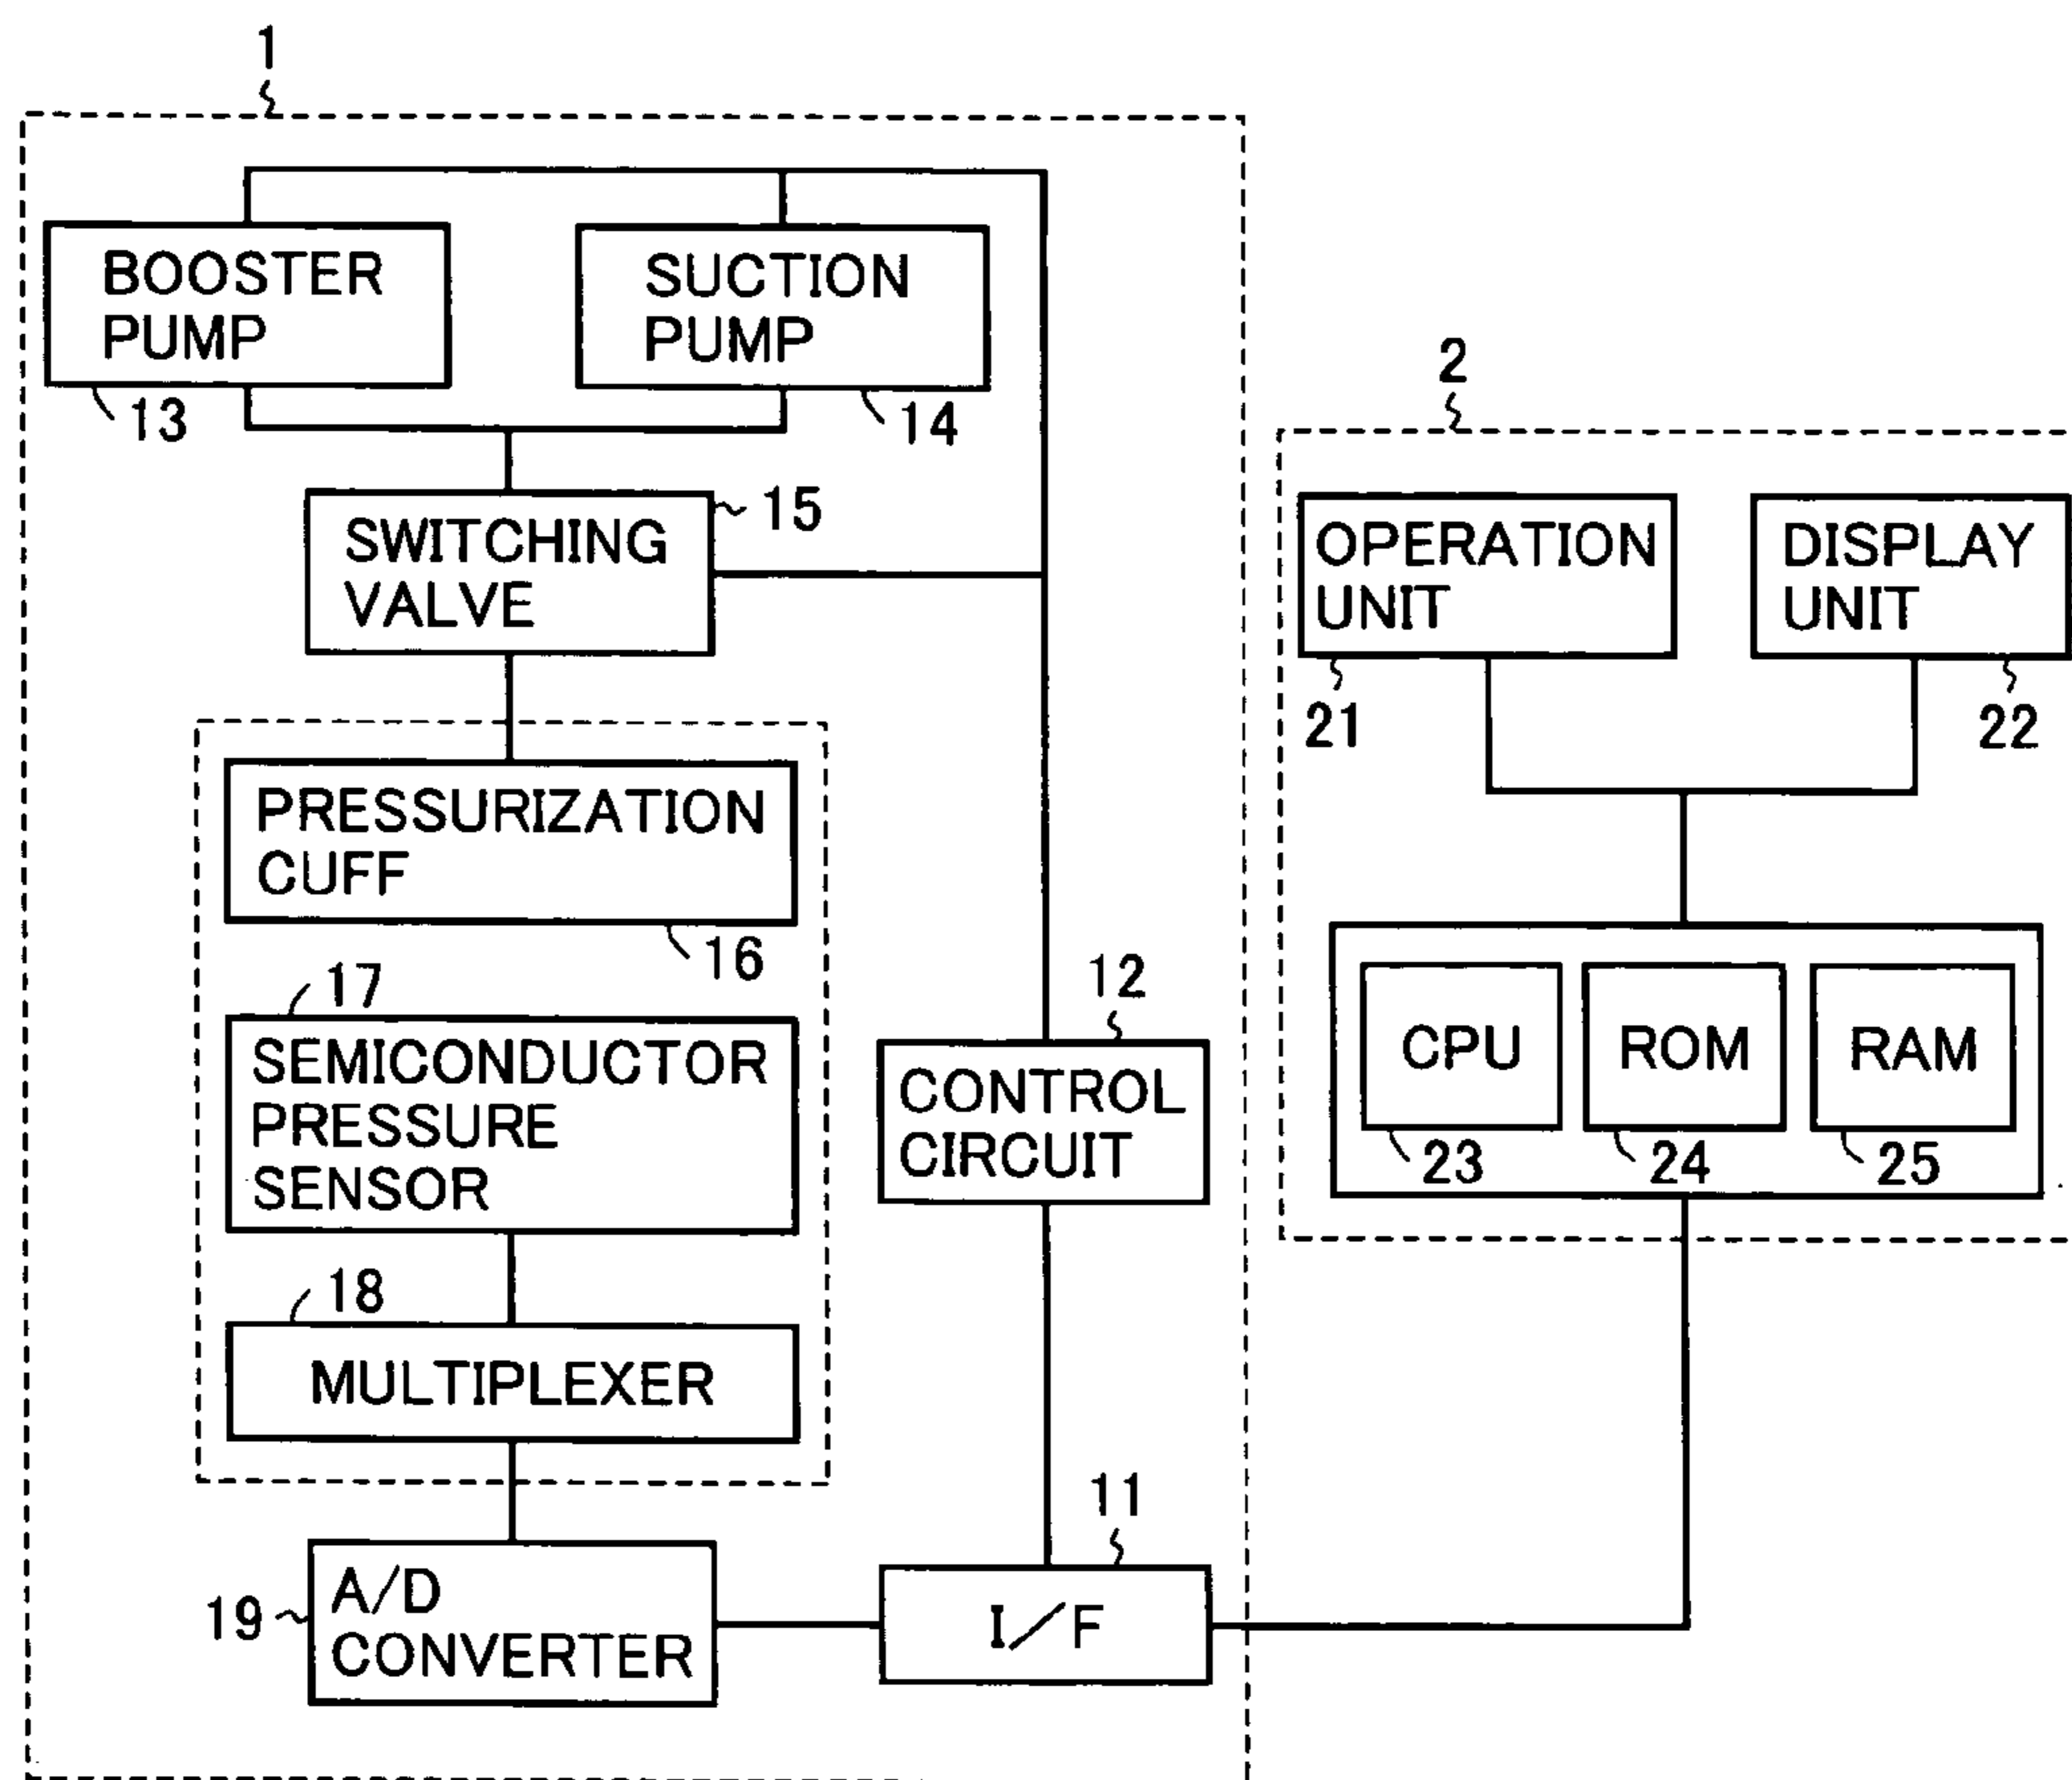 1
BOOSTER
PUMP
13
SUCTION
PUMP
14
SWITCHING
VALVE
15
PRESSURIZATION
CUFF
16
17
SEMICONDUCTOR
PRESSURE
SENSOR
18
MULTIPLEXER
19
A/D
CONVERTER
12
CONTROL
CIRCUIT
11
I/F
2
OPERATION
UNIT
21
DISPLAY
UNIT
22
CPU
23
ROM
24
RAM
25